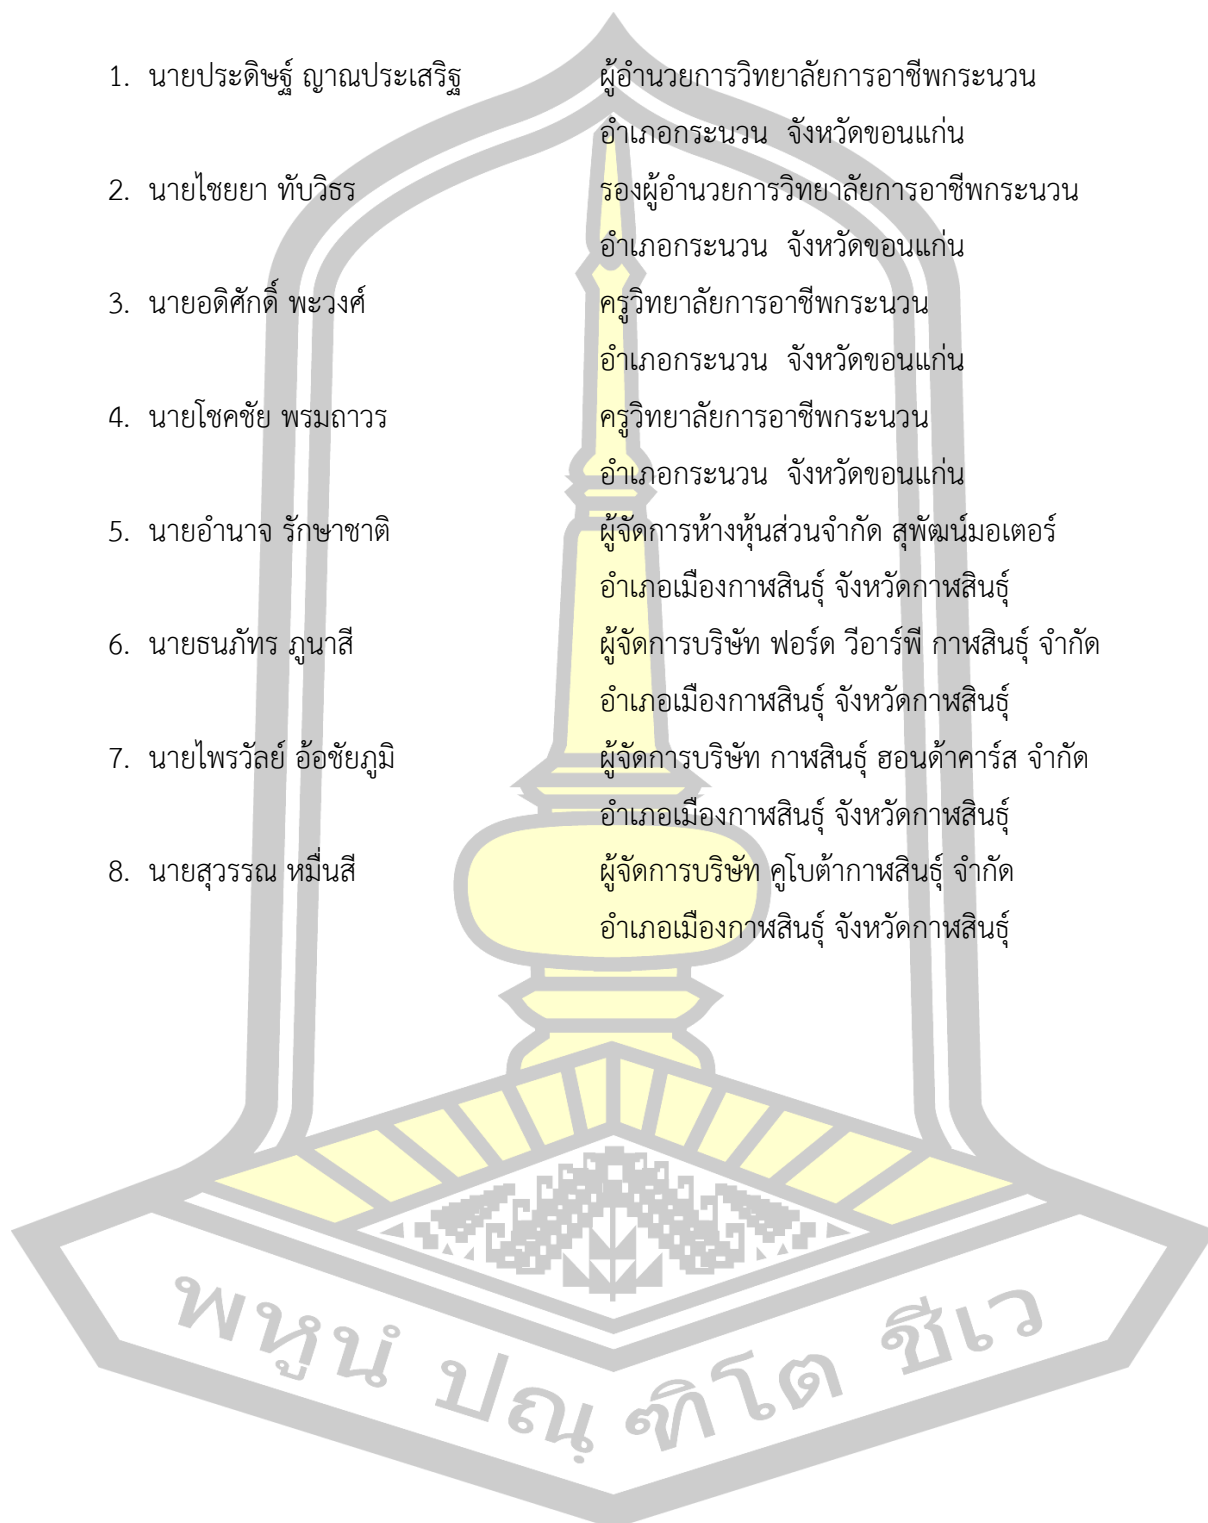 1. นายประดิษฐ์ ญาณประเสริฐ ผู้อำนวยการวิทยาลัยการอาชีพกระนวน
อำเภอกระนวน จังหวัดขอนแก่น
2. นายไชยยา ทับวิธร รองผู้อำนวยการวิทยาลัยการอาชีพกระนวน
อำเภอกระนวน จังหวัดขอนแก่น
3. นายอดิศักดิ์ พะวงศ์ ครูวิทยาลัยการอาชีพกระนวน
อำเภอกระนวน จังหวัดขอนแก่น
4. นายโชคชัย พรมถาวร ครูวิทยาลัยการอาชีพกระนวน
อำเภอกระนวน จังหวัดขอนแก่น
5. นายอำนาจ รักษาชาติ ผู้จัดการห้างหุ้นส่วนจำกัด สุพัฒน์มอเตอร์
อำเภอเมืองกาฬสินธุ์ จังหวัดกาฬสินธุ์
6. นายธนภัทร ภูนาสี ผู้จัดการบริษัท ฟอร์ด วีอาร์พี กาฬสินธุ์ จำกัด
อำเภอเมืองกาฬสินธุ์ จังหวัดกาฬสินธุ์
7. นายไพรวัลย์ อ้อชัยภูมิ ผู้จัดการบริษัท กาฬสินธุ์ ฮอนด้าคาร์ส จำกัด
อำเภอเมืองกาฬสินธุ์ จังหวัดกาฬสินธุ์
8. นายสุวรรณ หมื่นสี ผู้จัดการบริษัท คูโบต้ากาฬสินธุ์ จำกัด
อำเภอเมืองกาฬสินธุ์ จังหวัดกาฬสินธุ์
พหูนํ ปณฺฑิโต ชีเว